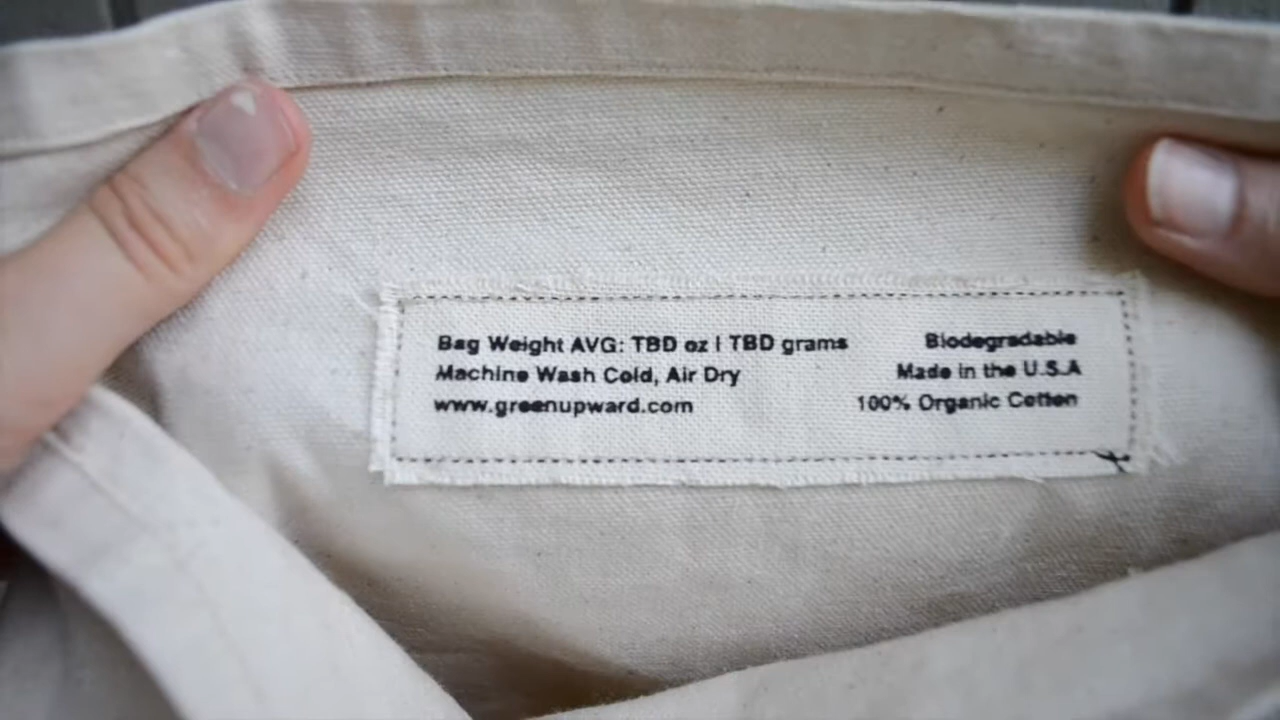 Bag Weight AVG: TBD oz | TBD grams
Machine Wash Cold, Air Dry
www.greenupward.com
Biodegradable
Made in the U.S.A
100% Organic Cotton